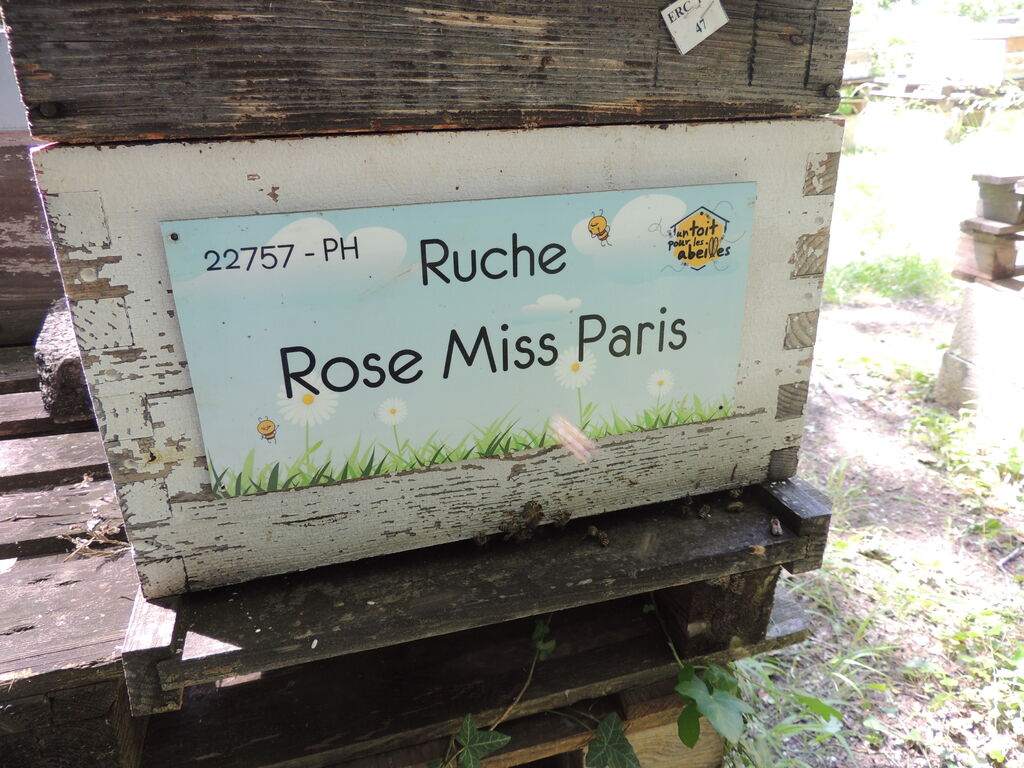 ERC
47
22757 - PH
Ruche
un toit
pour les
abeilles
Rose Miss Paris